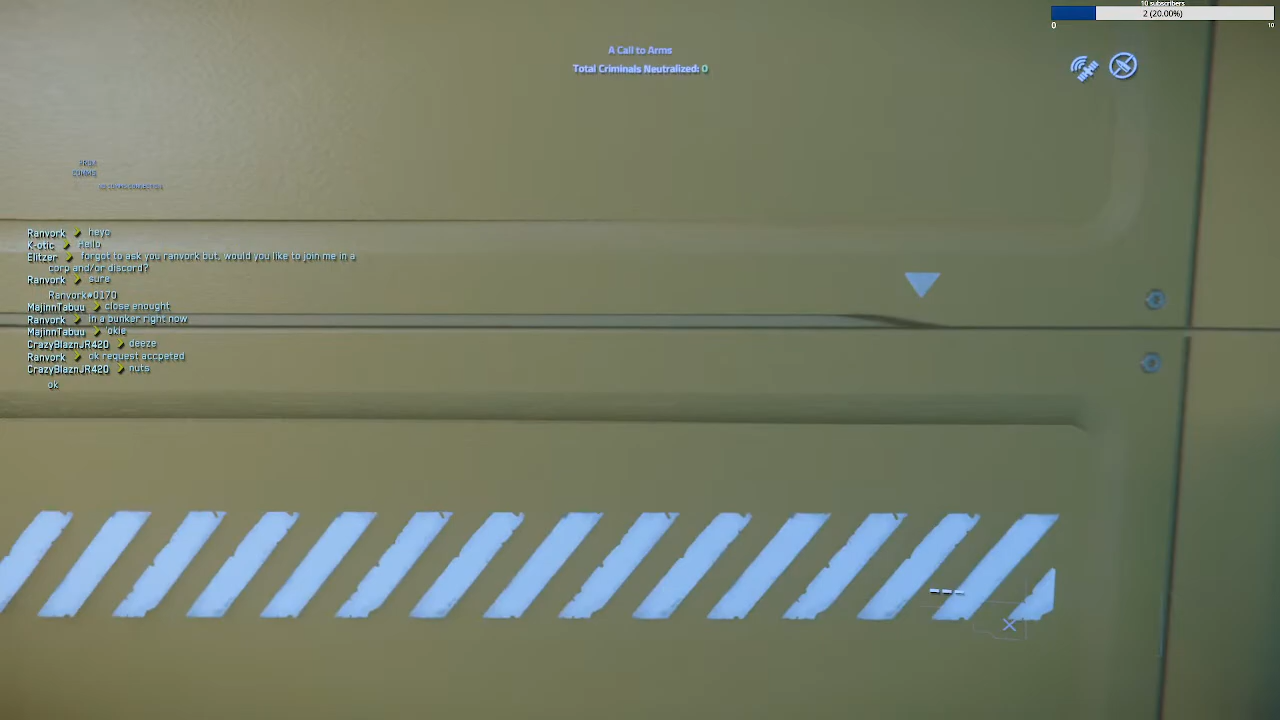 10 subscribers
2 (20.00%)
0 10
A Call to Arms
Total Criminals Neutralized: 0
PROX
COMMS
Ranvork > heyo
K-otic > Hello
Elitzer > forgot to ask you ranvork but, would you like to join me in a
corp and/or discord?
Ranvork > sure
Ranvork#0170
MajinnTabuu > close enought
Ranvork > in a bunker right now
MajinnTabuu > okie
CrazyBlaznJR420 > deeze
Ranvork > ok request accpeted
CrazyBlaznJR420 > nuts
ok